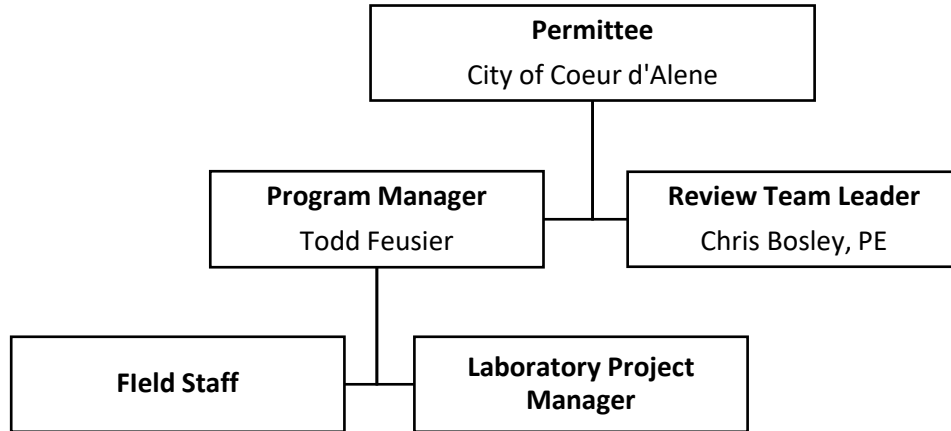 Permittee
City of Coeur d'Alene
Program Manager
Todd Feusier
Review Team Leader
Chris Bosley, PE
FIeld Staff
Laboratory Project
Manager